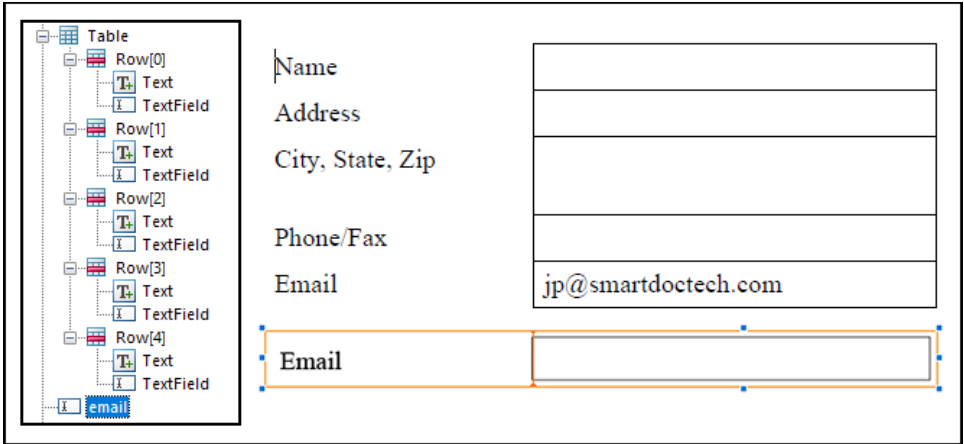 Table
Row[0]
Text
TextField
Row[1]
Text
TextField
Row[2]
Text
TextField
Row[3]
Text
TextField
Row[4]
Text
TextField
email
Name
Address
City, State, Zip
Phone/Fax
Email jp@smartdoctech.com
Email